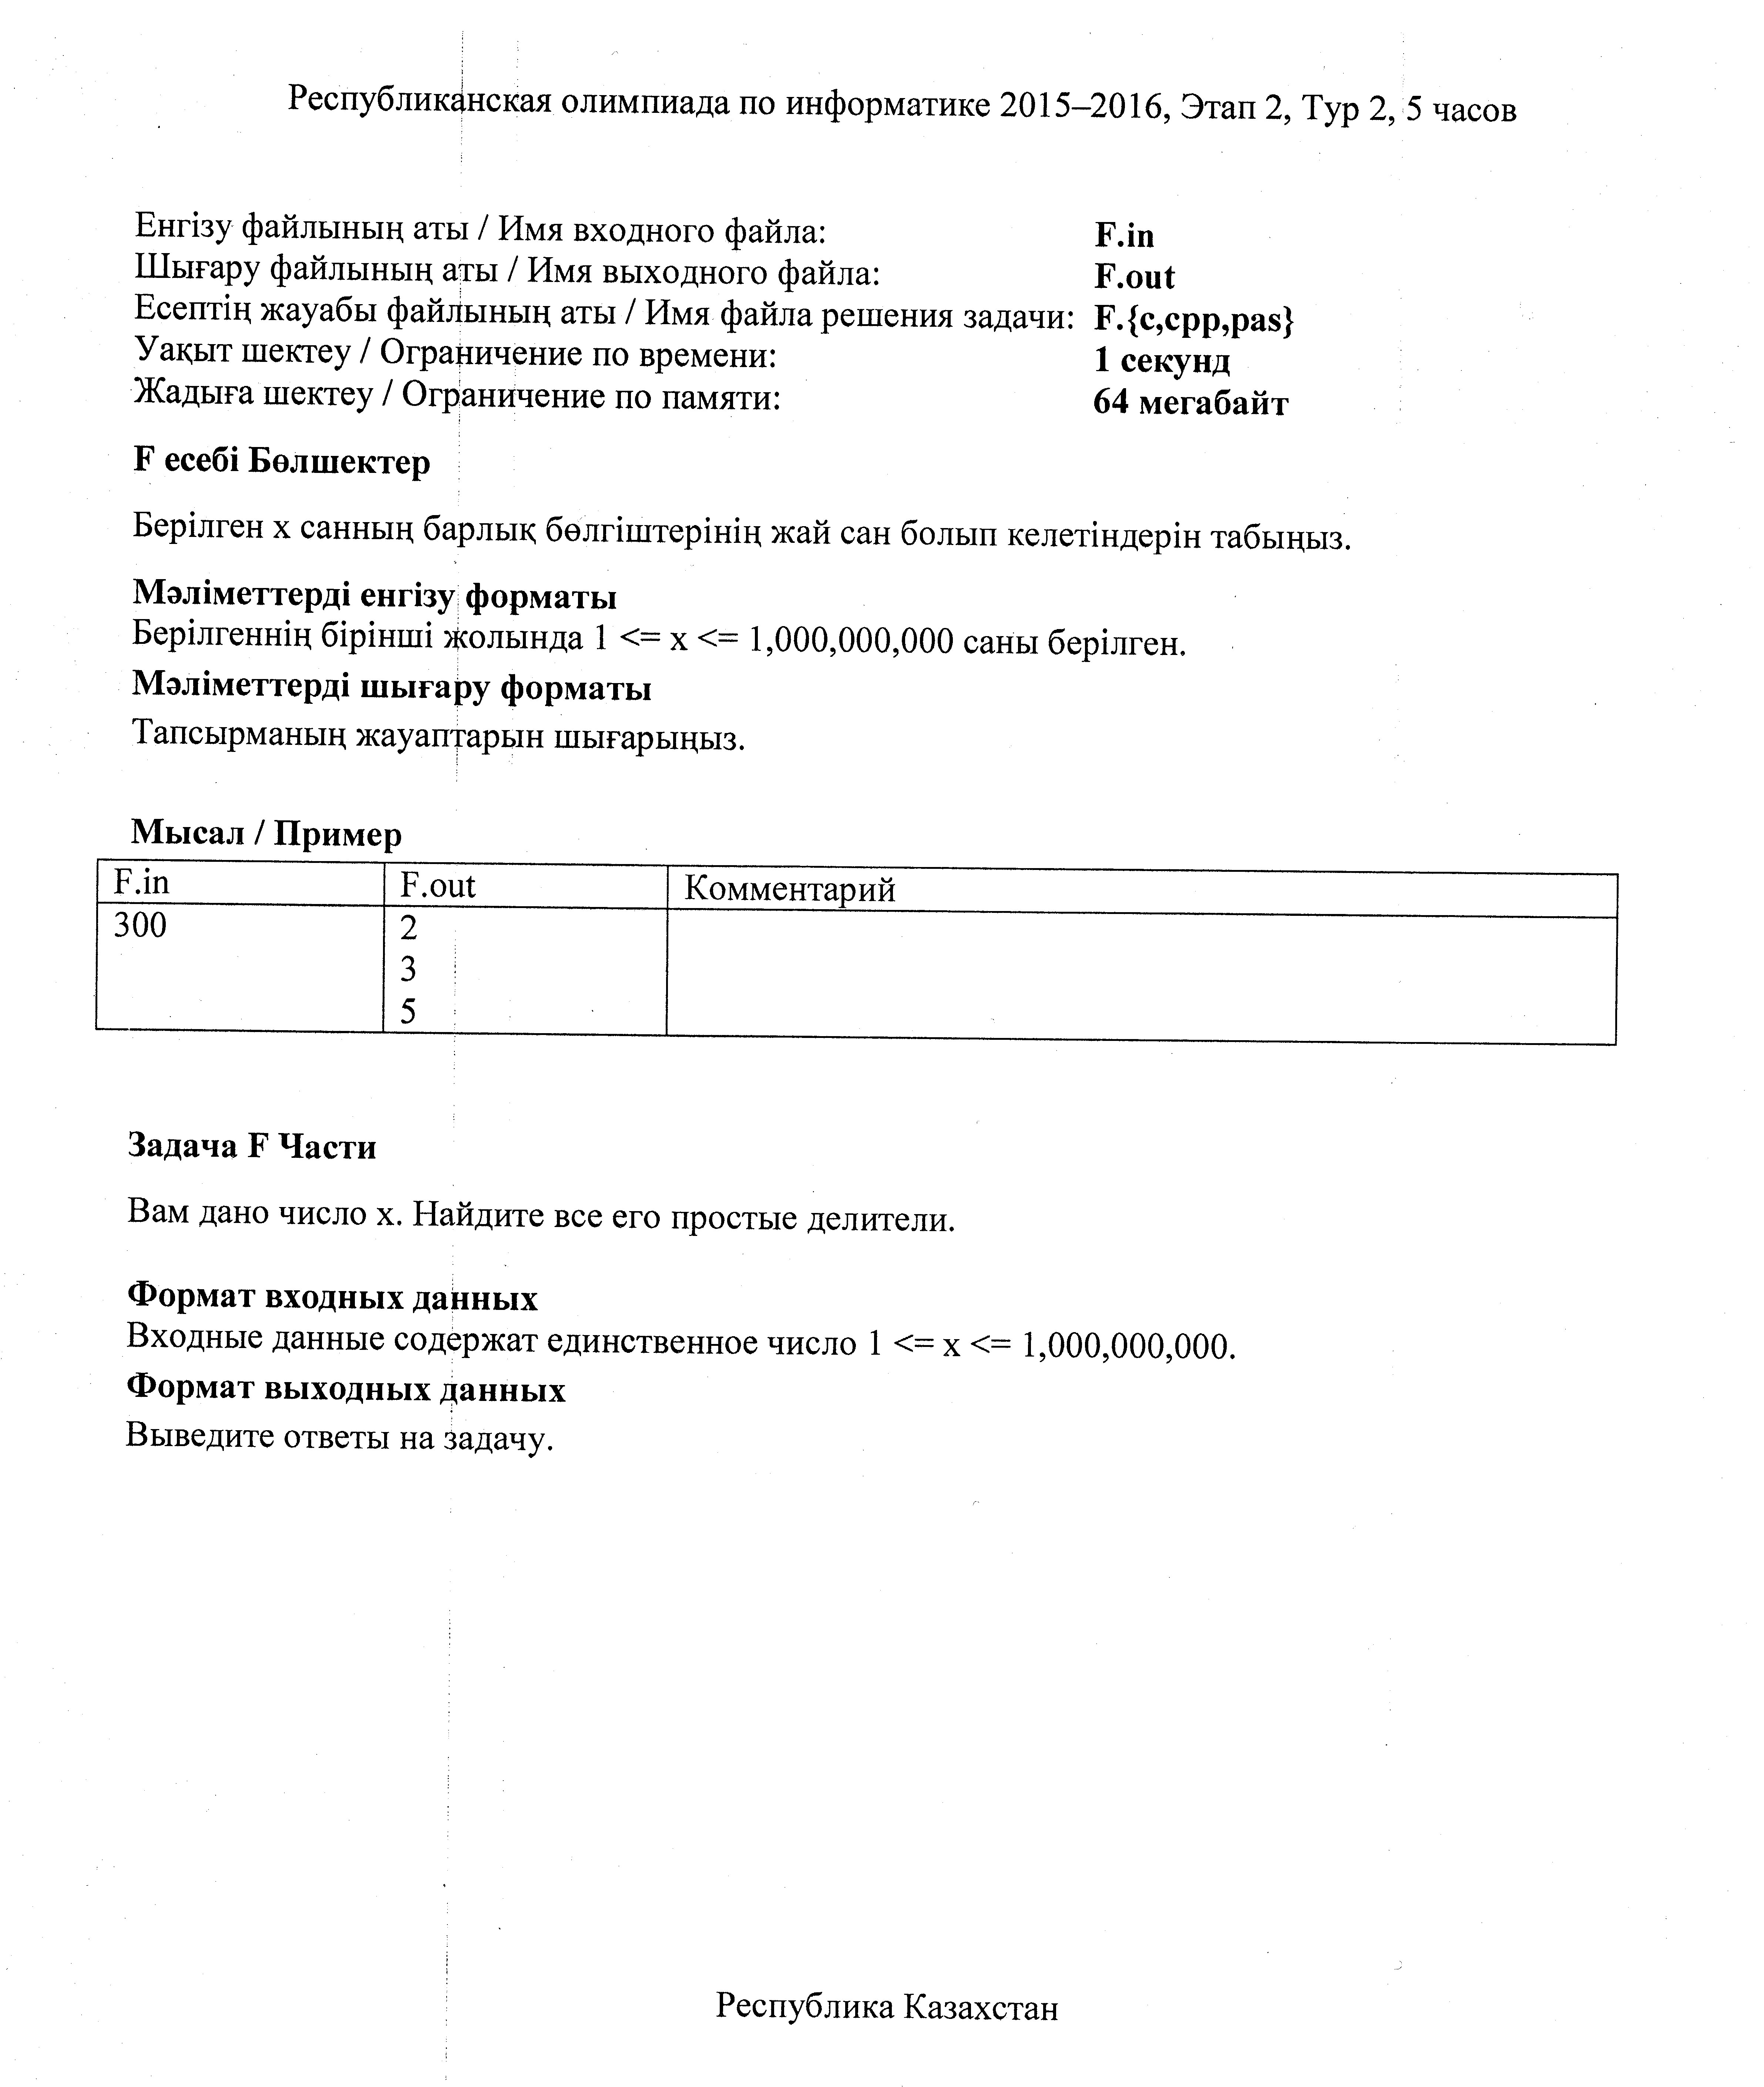 Республиканская олимпиада по информатике 2015–2016, Этап 2, Тур 2, 5 часов
Енгізу файлының аты / Имя входного файла: F.in
Шығару файлының аты / Имя выходного файла: F.out
Есептің жауабы файлының аты / Имя файла решения задачи: F.{c,cpp,pas}
Уақыт шектеу / Ограничение по времени: 1 секунд
Жадыға шектеу / Ограничение по памяти: 64 мегабайт
F есебі Бөлшектер
Берілген x санның барлық бөлгіштерінің жай сан болып келетіндерін табыңыз.
Мәліметтерді енгізу форматы
Берілгеннің бірінші жолында 1 <= x <= 1,000,000,000 саны берілген.
Мәліметтерді шығару форматы
Тапсырманың жауаптарын шығарыңыз.
Мысал / Пример
F.in F.out Комментарий
300 2
3
5
Задача F Части
Вам дано число x. Найдите все его простые делители.
Формат входных данных
Входные данные содержат единственное число 1 <= x <= 1,000,000,000.
Формат выходных данных
Выведите ответы на задачу.
Республика Казахстан